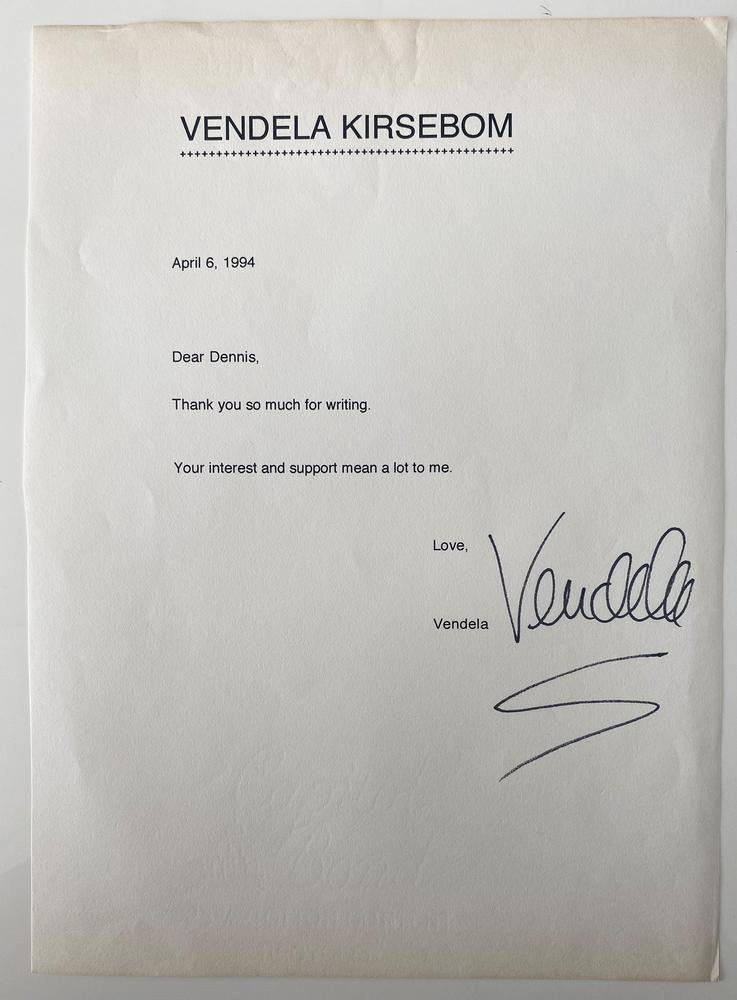 VENDELA KIRSEBOM
++++++++++++++++++++++++++++++++++++++++++++++
April 6, 1994
Dear Dennis,
Thank you so much for writing.
Your interest and support mean a lot to me.
Love,
Vendela
Vendela